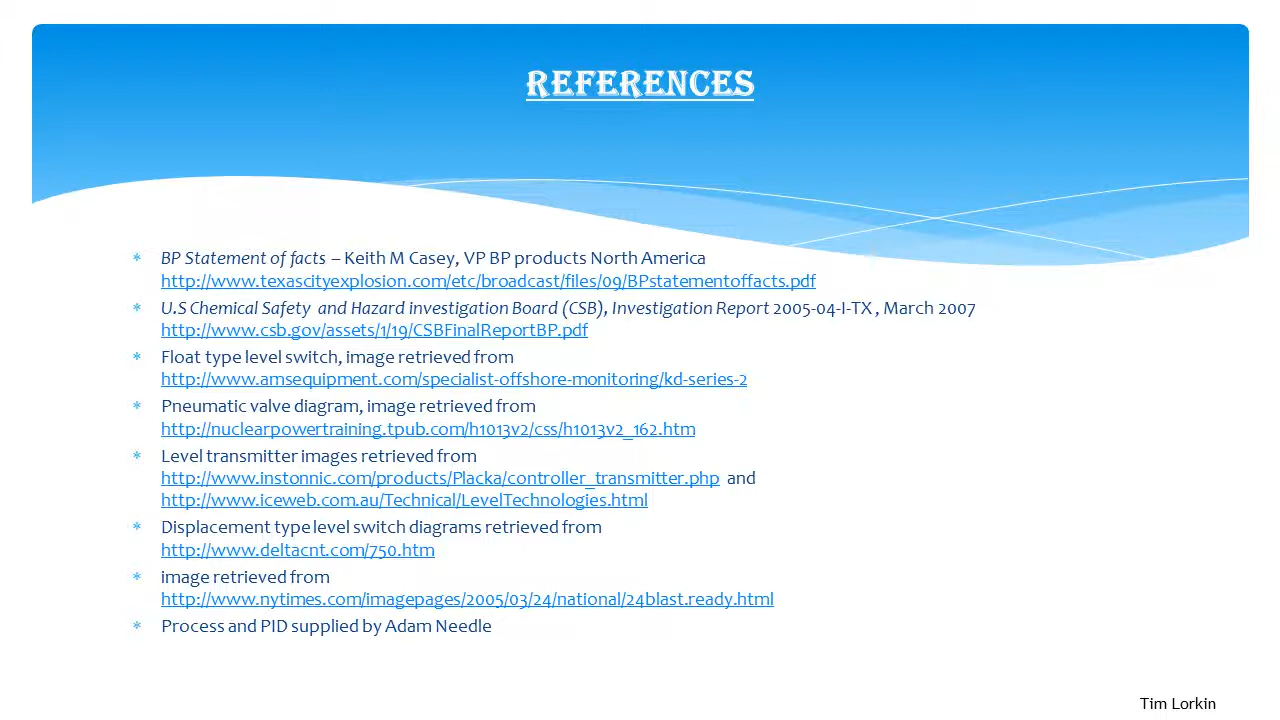 REFERENCES
* BP Statement of facts – Keith M Casey, VP BP products North America
http://www.texascityexplosion.com/etc/broadcast/files/09/BPstatementoffacts.pdf
* U.S Chemical Safety and Hazard investigation Board (CSB), Investigation Report 2005-04-I-TX , March 2007
http://www.csb.gov/assets/1/19/CSBFinalReportBP.pdf
* Float type level switch, image retrieved from
http://www.amsequipment.com/specialist-offshore-monitoring/kd-series-2
* Pneumatic valve diagram, image retrieved from
http://nuclearpowertraining.tpub.com/h1013v2/css/h1013v2_162.htm
* Level transmitter images retrieved from
http://www.instonnic.com/products/Placka/controller_transmitter.php and
http://www.iceweb.com.au/Technical/LevelTechnologies.html
* Displacement type level switch diagrams retrieved from
http://www.deltacnt.com/750.htm
* image retrieved from
http://www.nytimes.com/imagepages/2005/03/24/national/24blast.ready.html
* Process and PID supplied by Adam Needle
Tim Lorkin